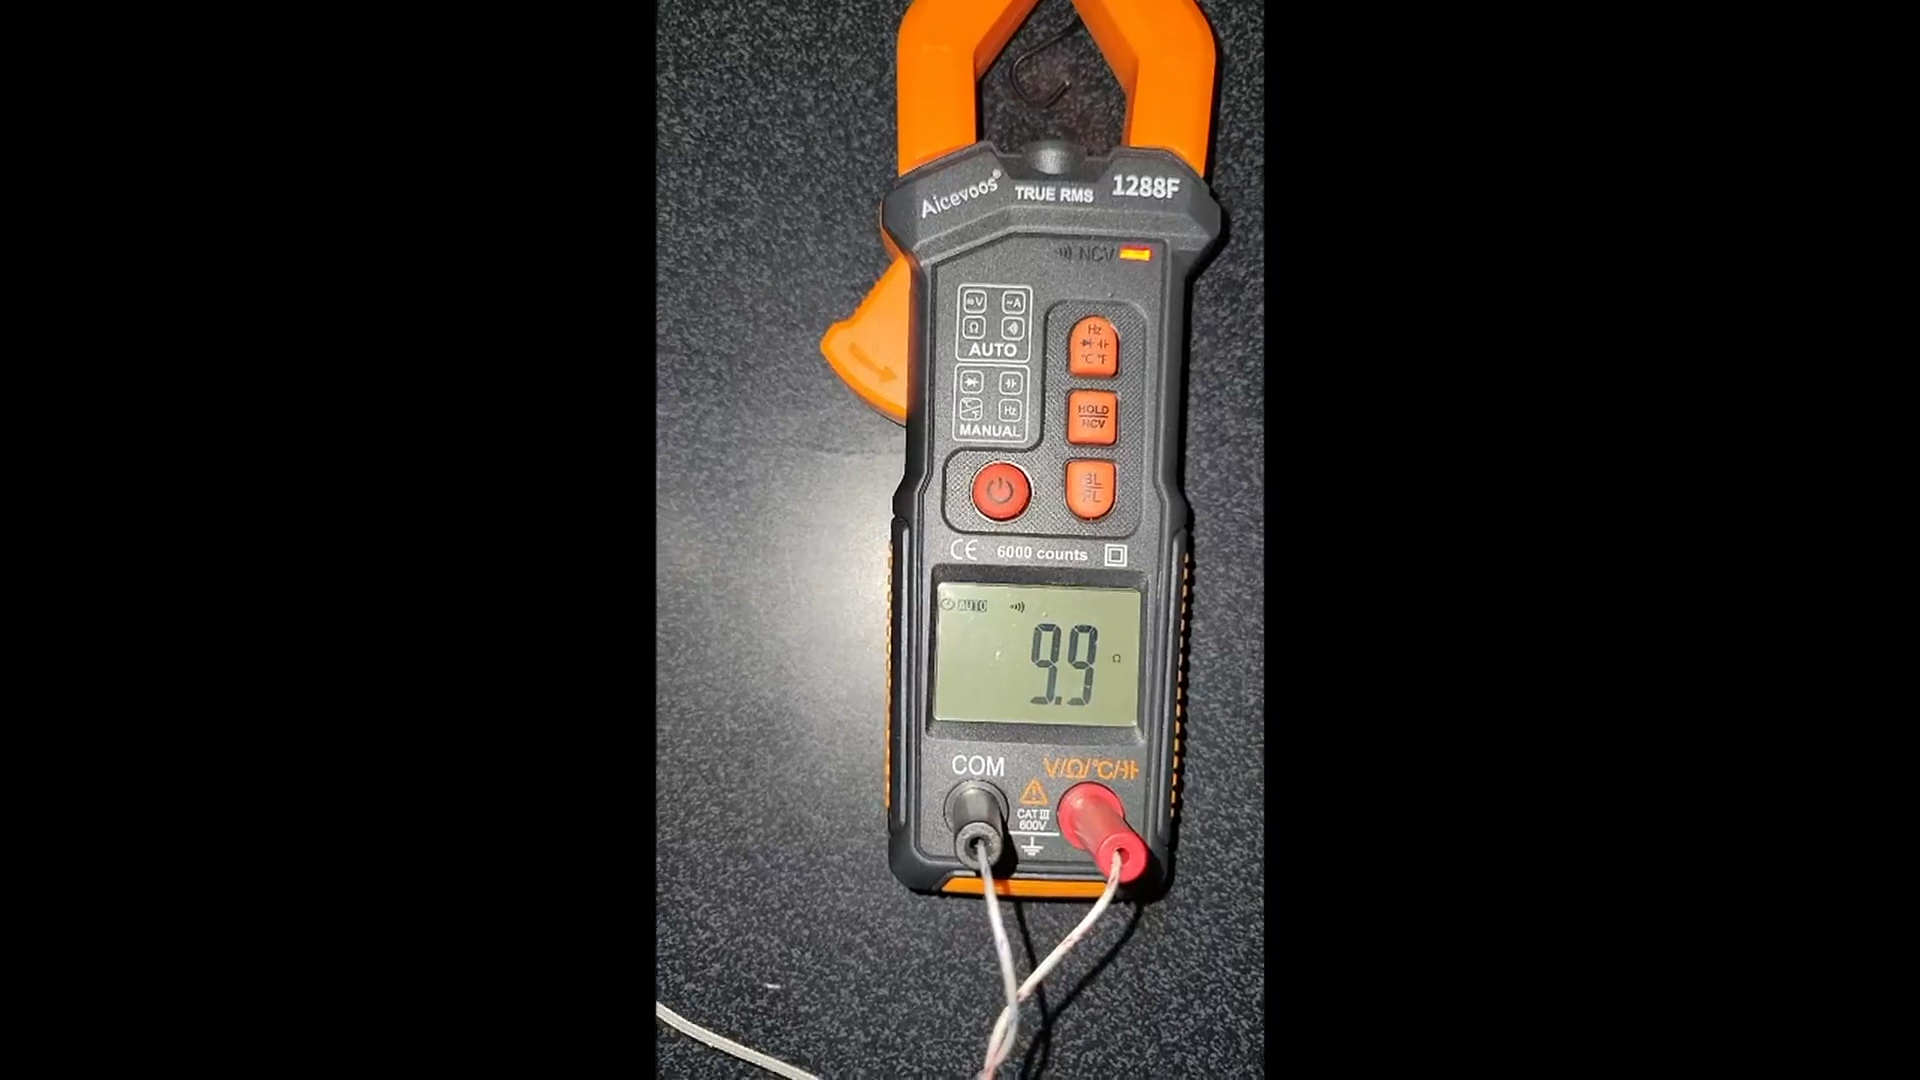 Aicevoos® TRUE RMS 1288F
NCV
V A
Ω
AUTO
Hz
°C °F
°C °F Hz
MANUAL
HOLD
NCV
BL
FL
CE 6000 counts
AUTO
9.9 Ω
COM V/Ω/°C/
CAT III
600V